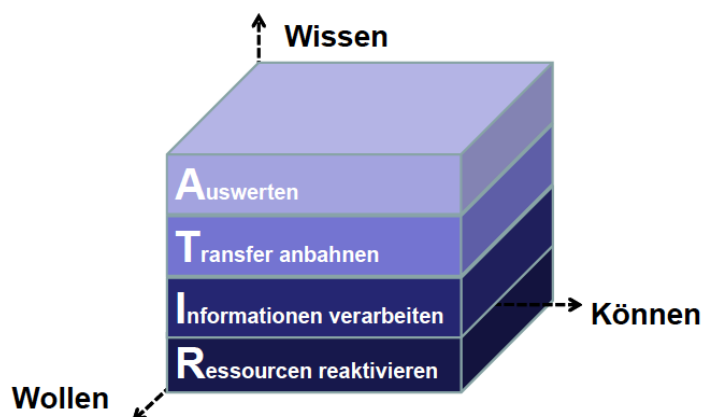 Wissen
Auswerten
Transfer anbahnen
Informationen verarbeiten
Können
Ressourcen reaktivieren
Wollen